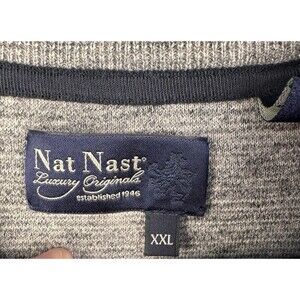 Nat Nast®
Luxury Originals
established 1946
XXL